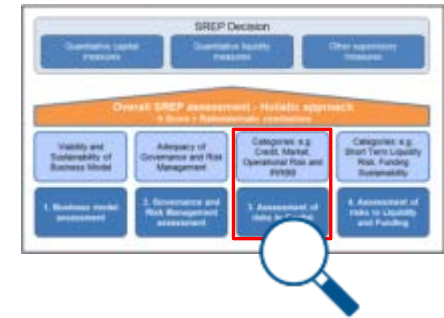 SREP Decision
Quantitative capital
measures
Quantitative liquidity
measures
Other supervisory
measures
Overall SREP assessment - Holistic approach
Viability and
Sustainability of
Business Model
Adequacy of
Governance and Risk
Management
Categories: e.g.
Credit, Market,
Operational Risk and
IRRBB
Categories: e.g.
Short Term Liquidity
Risk, Funding
Sustainability
1. Business model
assessment
2. Governance and
Risk Management
assessment
3. Assessment of
risks to Capital
4. Assessment of
risks to Liquidity
and Funding